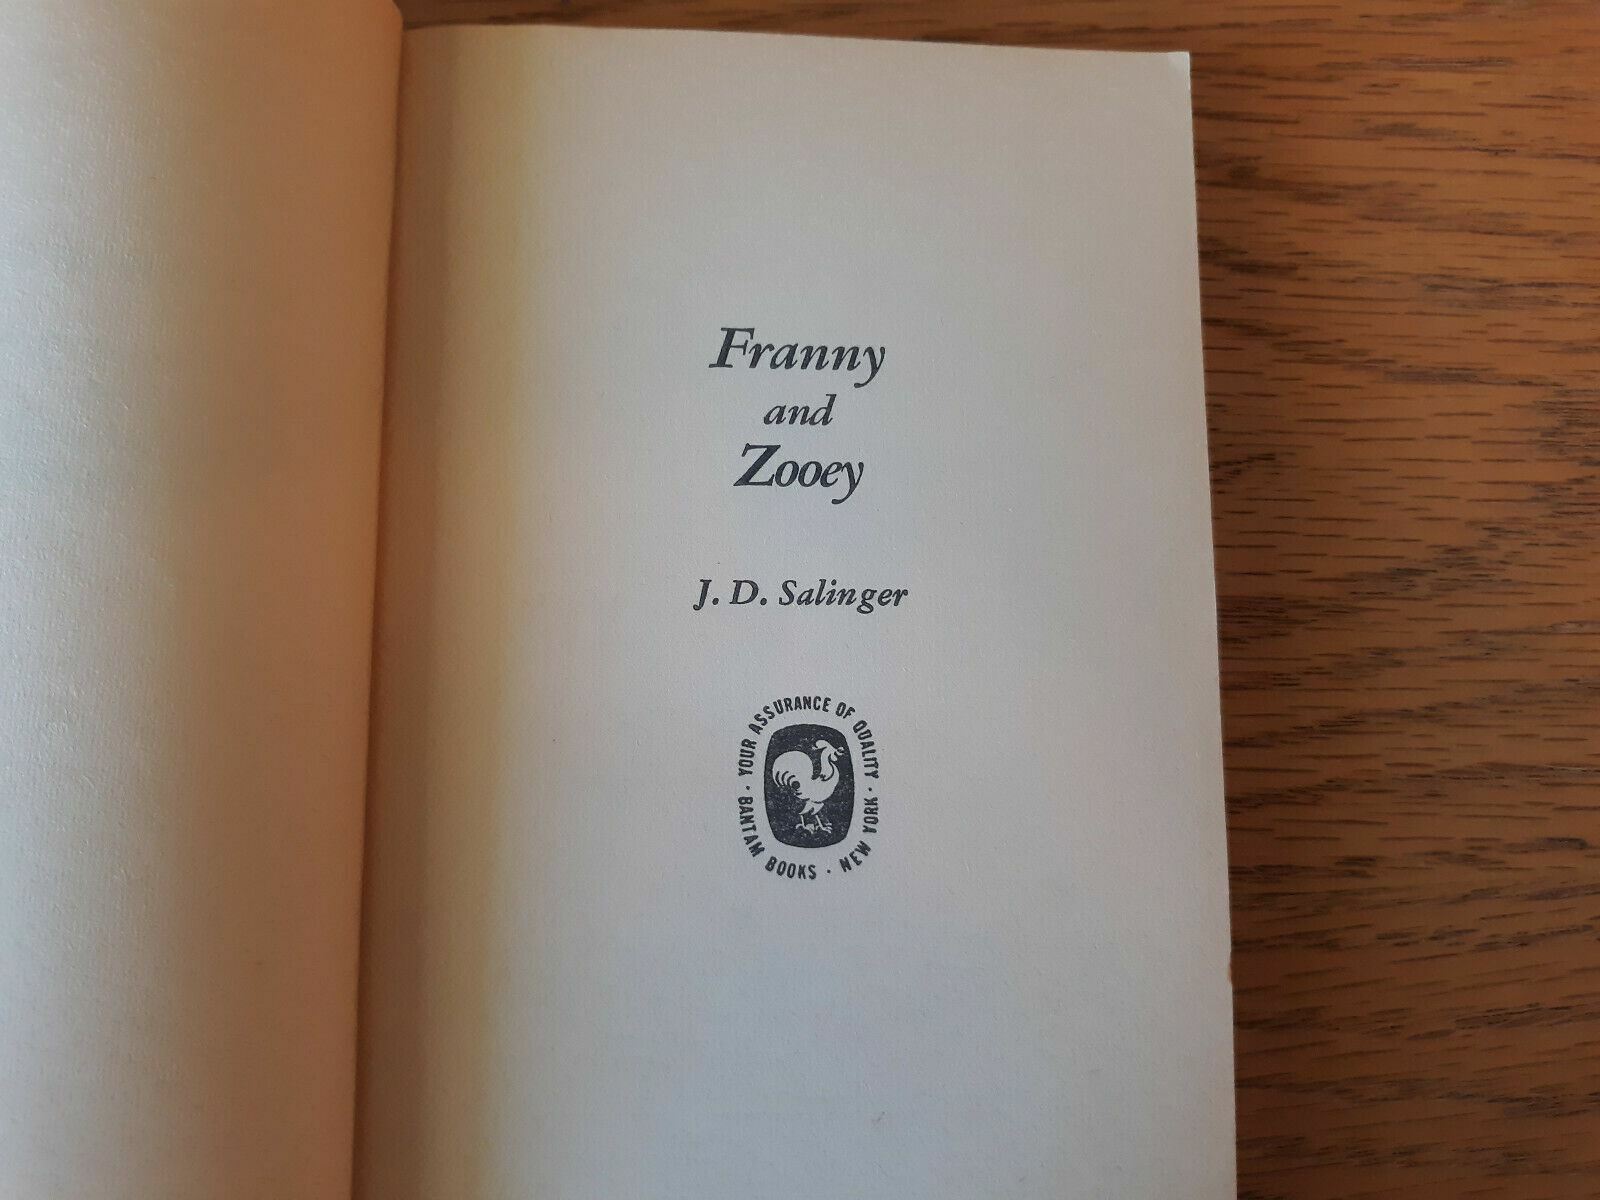 Franny
and
Zooey
J. D. Salinger
YOUR ASSURANCE OF QUALITY · NEW YORK · BANTAM BOOKS ·